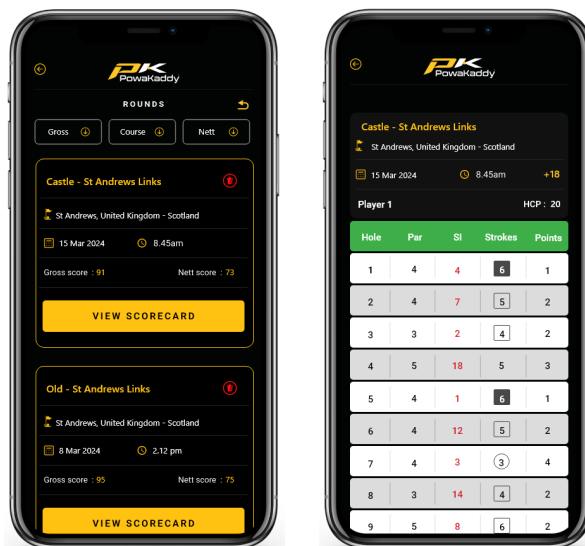 PK
PowaKaddy
ROUNDS
Gross Course Nett
Castle - St Andrews Links
St Andrews, United Kingdom - Scotland
15 Mar 2024 8.45am
Gross score : 91 Nett score : 73
VIEW SCORECARD
Old - St Andrews Links
St Andrews, United Kingdom - Scotland
8 Mar 2024 2.12 pm
Gross score : 95 Nett score : 75
VIEW SCORECARD
PK
PowaKaddy
Castle - St Andrews Links
St Andrews, United Kingdom - Scotland
15 Mar 2024 8.45am +18
Player 1 HCP : 20
Hole Par SI Strokes Points
1 4 4 6 1
2 4 7 5 2
3 3 2 4 2
4 5 18 5 3
5 4 1 6 1
6 4 12 5 2
7 4 3 3 4
8 3 14 4 2
9 5 8 6 2